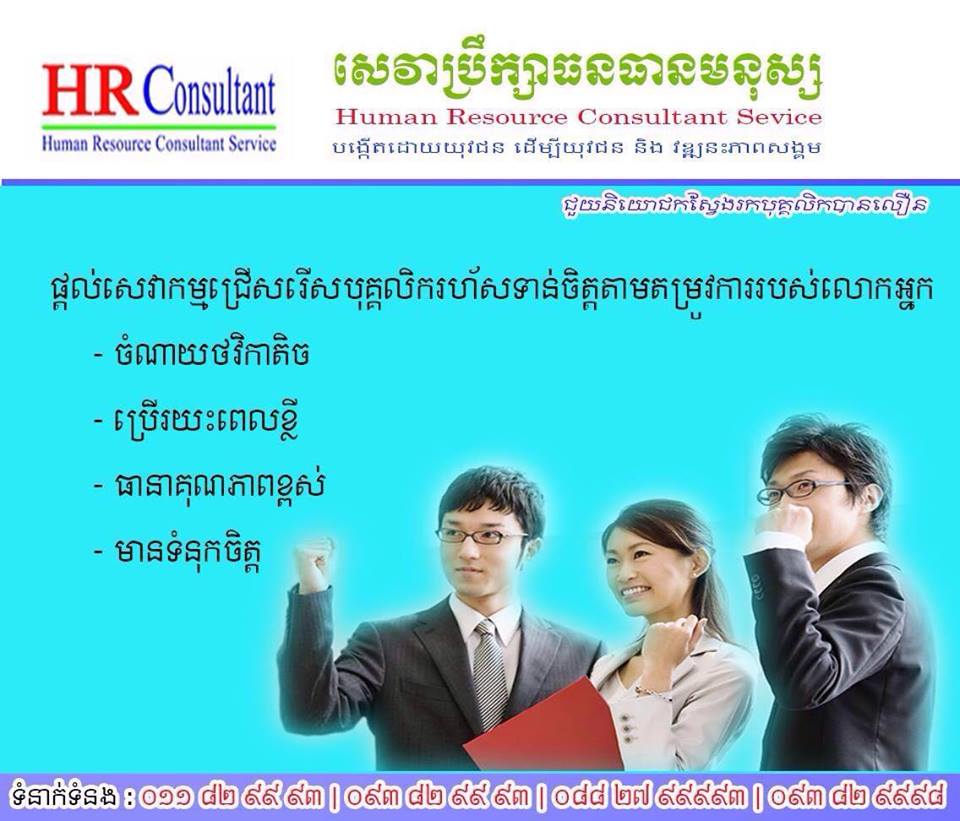 HR Consultant
Human Resource Consultant Service
សេវាប្រឹក្សាធនធានមនុស្ស
Human Resource Consultant Sevice
បង្កើតដោយយុវជន ដើម្បីយុវជន និង វឌ្ឍនះភាពសង្គម
ជួយនិយោជកស្វែងរកបុគ្គលិកបានលឿន
ផ្តល់សេវាកម្មជ្រើសរើសបុគ្គលិករហ័សទាន់ចិត្តតាមតម្រូវការរបស់លោកអ្នក
- ចំណាយថវិកាតិច
- ប្រើរយះពេលខ្លី
- ធានាគុណភាពខ្ពស់
- មានទំនុកចិត្ត
ទំនាក់ទំនង : ០១១ ៨២ ៩៩ ៩៣ | ០៩៣ ៨២ ៩៩ ៩៣ | ០៨៨ ២៧ ៩៩៩៩៣ | ០៩៣ ៨២ ៩៩៩៨